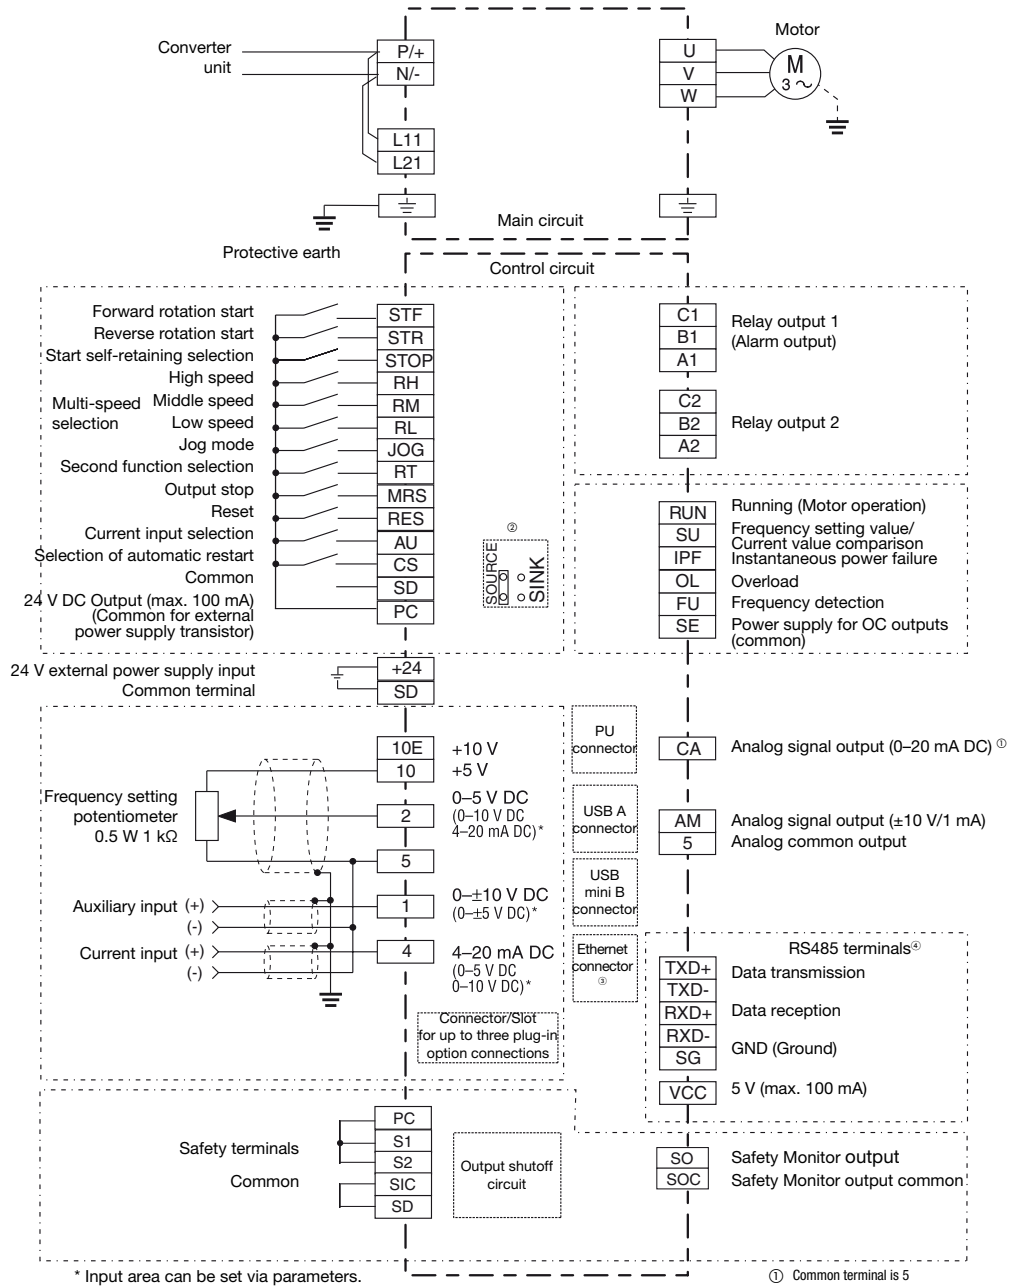 Converter
unit
P/+
N/-
L11
L21
U
V
W
Motor
M
3 ~
Protective earth
Main circuit
Control circuit
Forward rotation start
STF
Reverse rotation start
STR
Start self-retaining selection
STOP
High speed
RH
Multi-speed
selection
Middle speed
RM
Low speed
RL
Jog mode
JOG
Second function selection
RT
Output stop
MRS
Reset
RES
Current input selection
AU
Selection of automatic restart
CS
Common
SD
24 V DC Output (max. 100 mA)
(Common for external
power supply transistor)
PC
②
SOURCE
SINK
C1
B1
A1
Relay output 1
(Alarm output)
C2
B2
A2
Relay output 2
RUN
Running (Motor operation)
SU
Frequency setting value/
Current value comparison
IPF
Instantaneous power failure
OL
Overload
FU
Frequency detection
SE
Power supply for OC outputs
(common)
24 V external power supply input
+24
Common terminal
SD
10E
+10 V
10
+5 V
Frequency setting
potentiometer
0.5 W 1 kΩ
2
0–5 V DC
(0–10 V DC
4–20 mA DC)*
5
Auxiliary input (+)
(-)
1
0–±10 V DC
(0–±5 V DC)*
Current input (+)
(-)
4
4–20 mA DC
(0–5 V DC
0–10 V DC)*
Connector/Slot
for up to three plug-in
option connections
PU
connector
USB A
connector
USB
mini B
connector
Ethernet
connector
③
CA
Analog signal output (0–20 mA DC) ①
AM
Analog signal output (±10 V/1 mA)
5
Analog common output
RS485 terminals④
TXD+
Data transmission
TXD-
RXD+
Data reception
RXD-
SG
GND (Ground)
VCC
5 V (max. 100 mA)
Safety terminals
Common
PC
S1
S2
SIC
SD
Output shutoff
circuit
SO
Safety Monitor output
SOC
Safety Monitor output common
* Input area can be set via parameters.
① Common terminal is 5